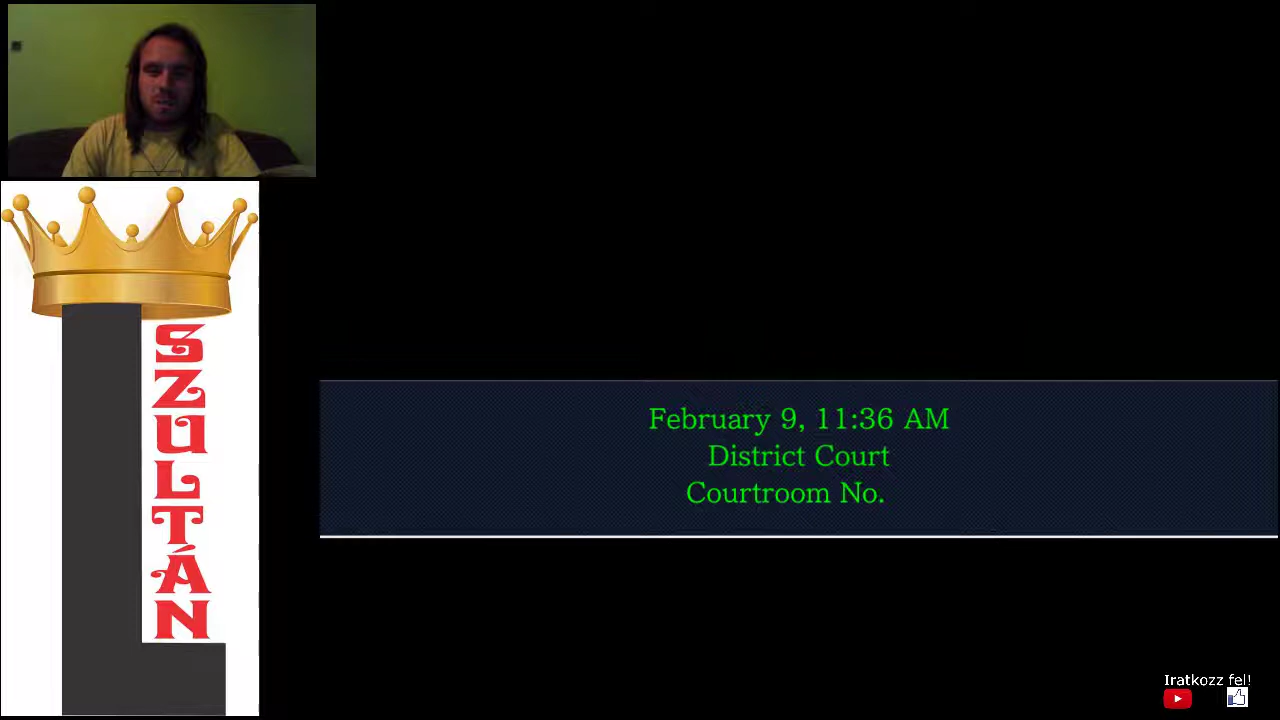 L
SZULTÁN
February 9, 11:36 AM
District Court
Courtroom No.
Iratkozz fel!